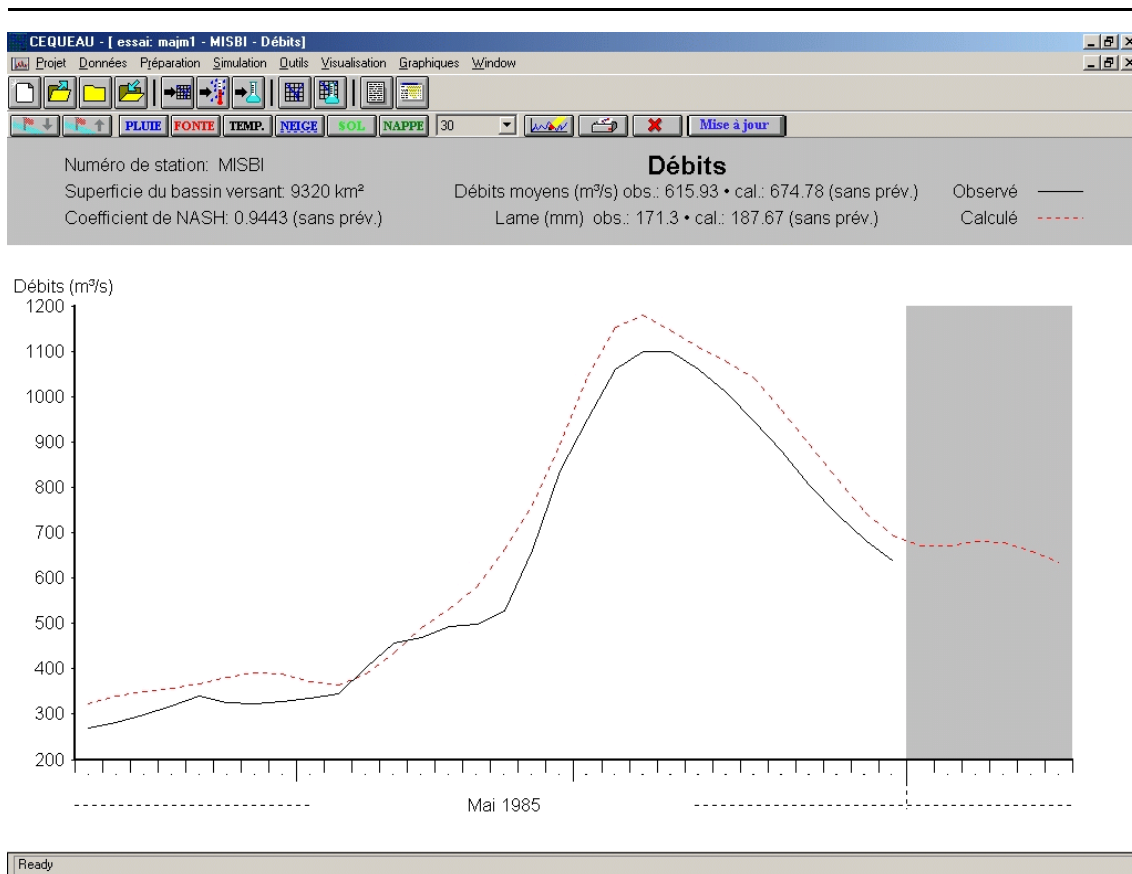 CEQUEAU - [ essai: majm1 - MISBI - Débits]
Projet Données Préparation Simulation Outils Visualisation Graphiques Window
PLUIE FONTE TEMP. NEIGE SOL NAPPE 30 Mise à jour
Débits
Numéro de station: MISBI
Superficie du bassin versant: 9320 km²
Coefficient de NASH: 0.9443 (sans prév.)
Débits moyens (m³/s) obs.: 615.93 • cal.: 674.78 (sans prév.)
Lame (mm) obs.: 171.3 • cal.: 187.67 (sans prév.)
Observé
Calculé
Débits (m³/s)
1200
1100
1000
900
800
700
600
500
400
300
200
Mai 1985
Ready